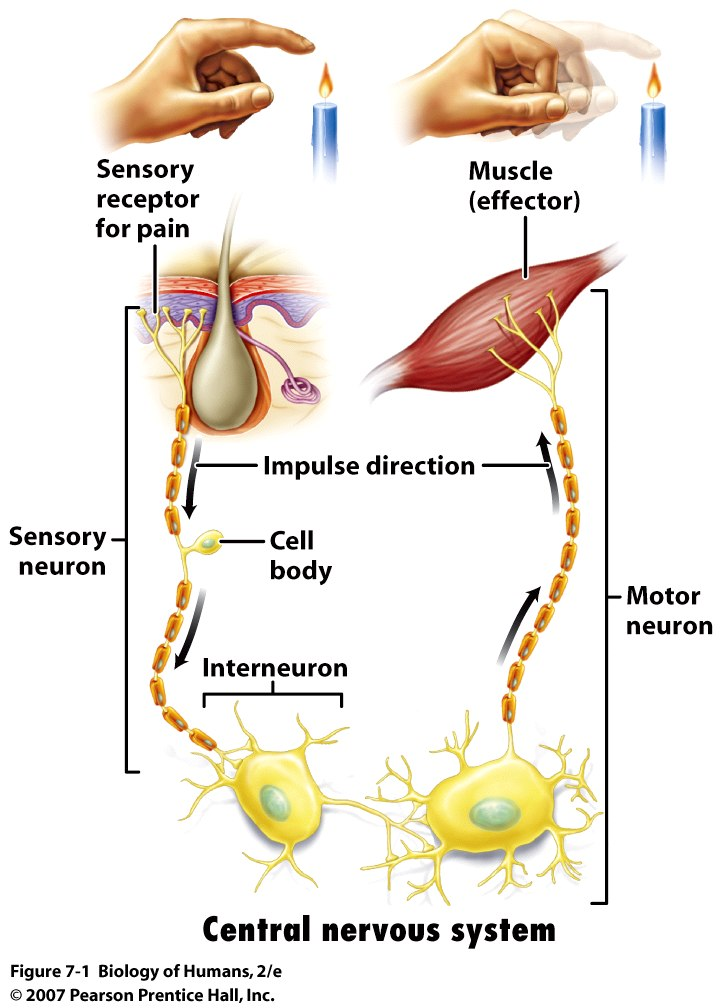 Sensory
receptor
for pain
Muscle
(effector)
Impulse direction
Sensory
neuron
Cell
body
Motor
neuron
Interneuron
Central nervous system
Figure 7-1 Biology of Humans, 2/e
© 2007 Pearson Prentice Hall, Inc.